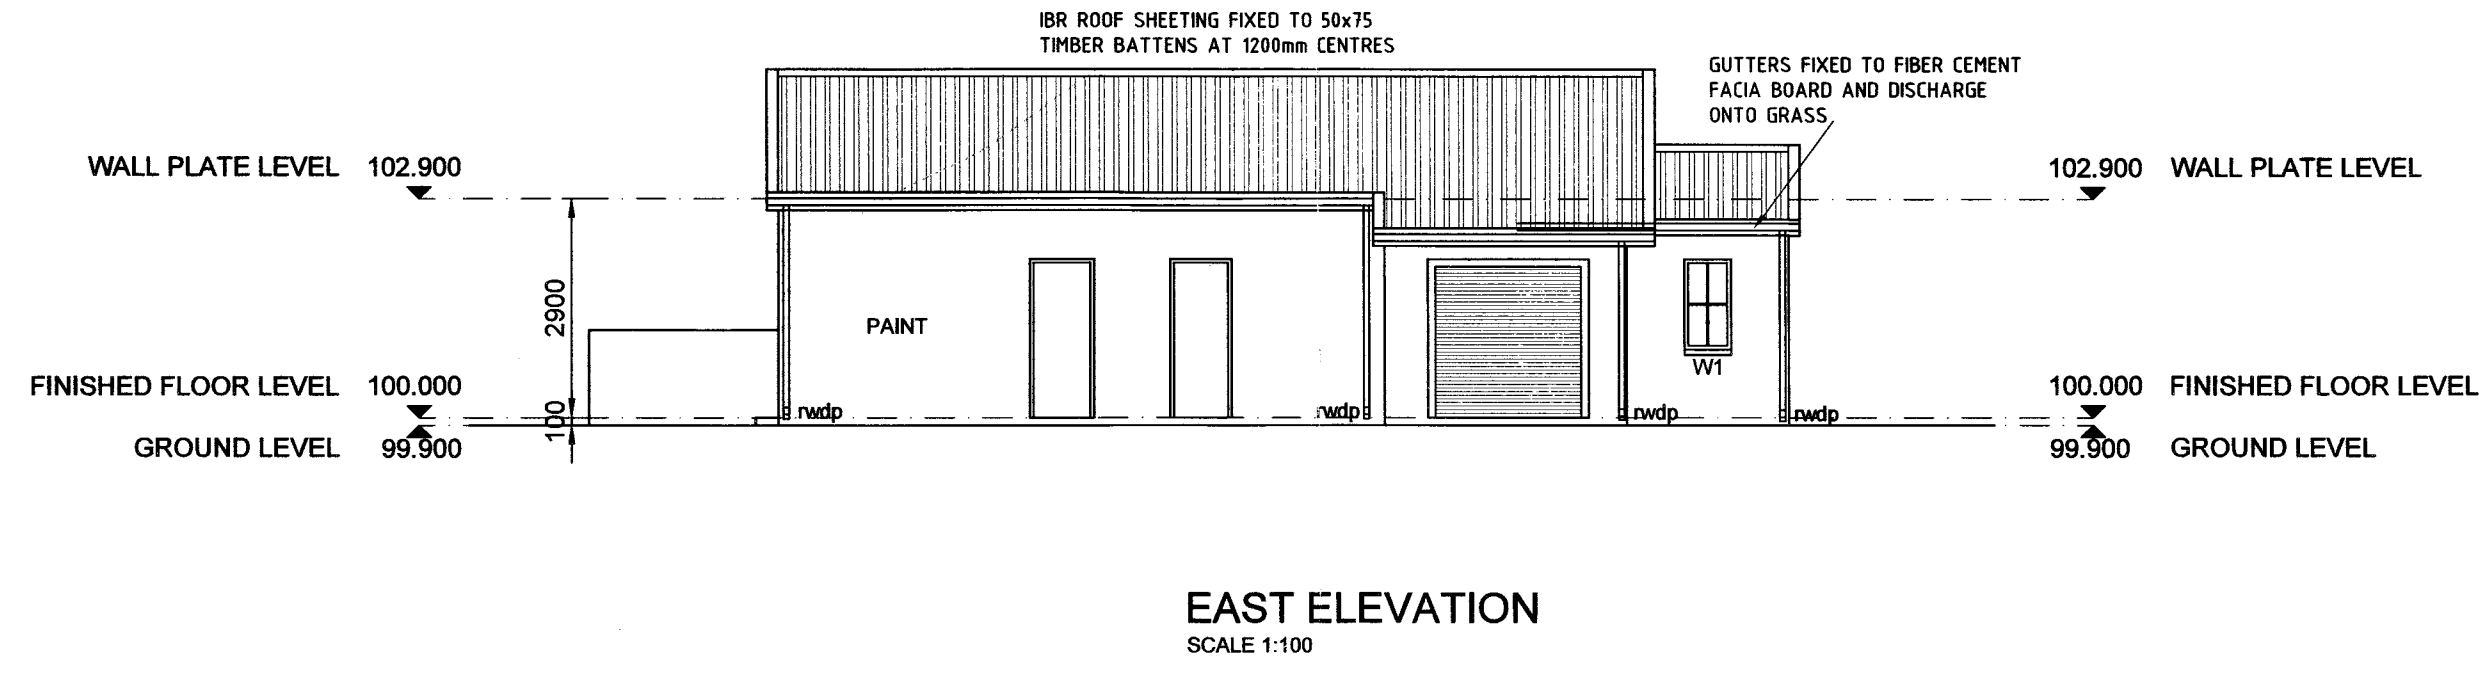 IBR ROOF SHEETING FIXED TO 50x75
TIMBER BATTENS AT 1200mm CENTRES
GUTTERS FIXED TO FIBER CEMENT
FACIA BOARD AND DISCHARGE
ONTO GRASS
WALL PLATE LEVEL 102.900
102.900 WALL PLATE LEVEL
2900
PAINT
W1
FINISHED FLOOR LEVEL 100.000
100.000 FINISHED FLOOR LEVEL
100
rwdp
rwdp
rwdp
rwdp
GROUND LEVEL 99.900
99.900 GROUND LEVEL
EAST ELEVATION
SCALE 1:100